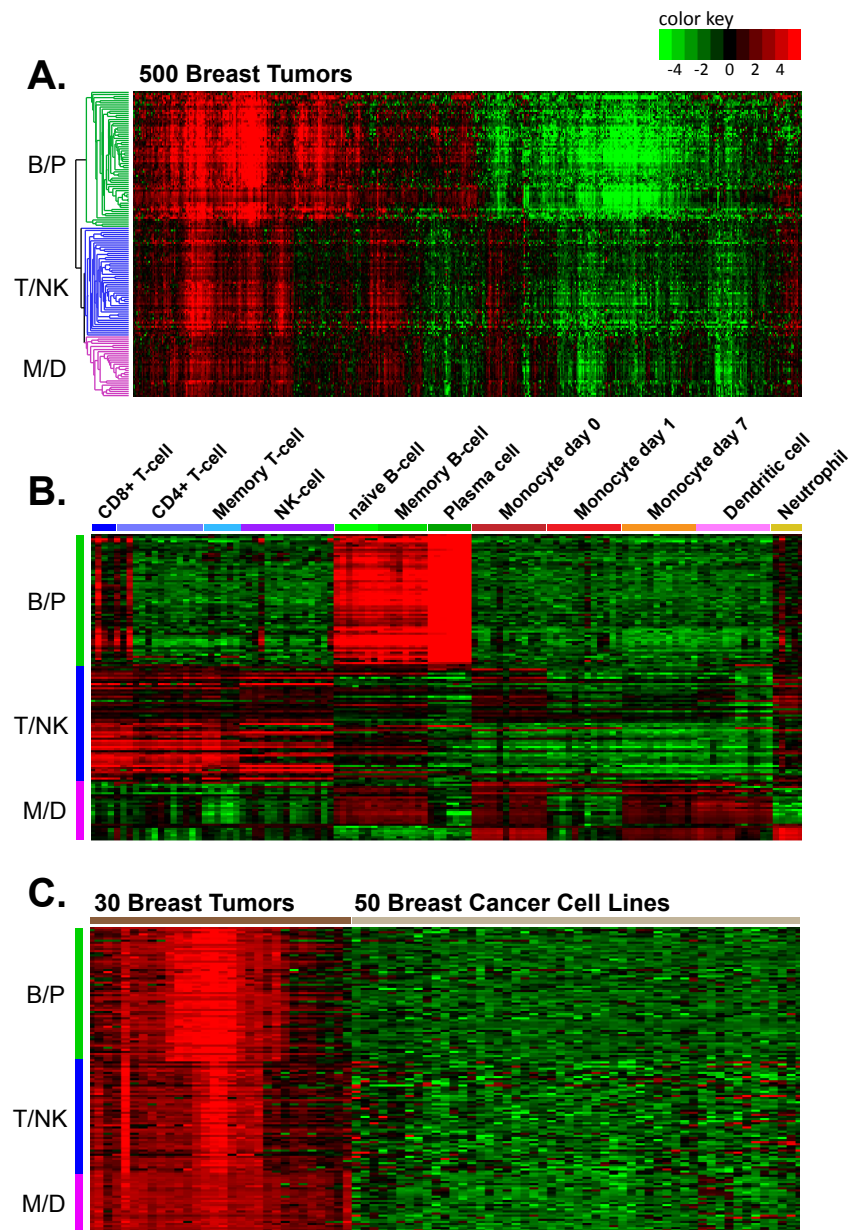 color key
-4 -2 0 2 4
A.
500 Breast Tumors
B/P
T/NK
M/D
B.
CD8+ T-cell
CD4+ T-cell
Memory T-cell
NK-cell
naive B-cell
Memory B-cell
Plasma cell
Monocyte day 0
Monocyte day 1
Monocyte day 7
Dendritic cell
Neutrophil
B/P
T/NK
M/D
C.
30 Breast Tumors 50 Breast Cancer Cell Lines
B/P
T/NK
M/D